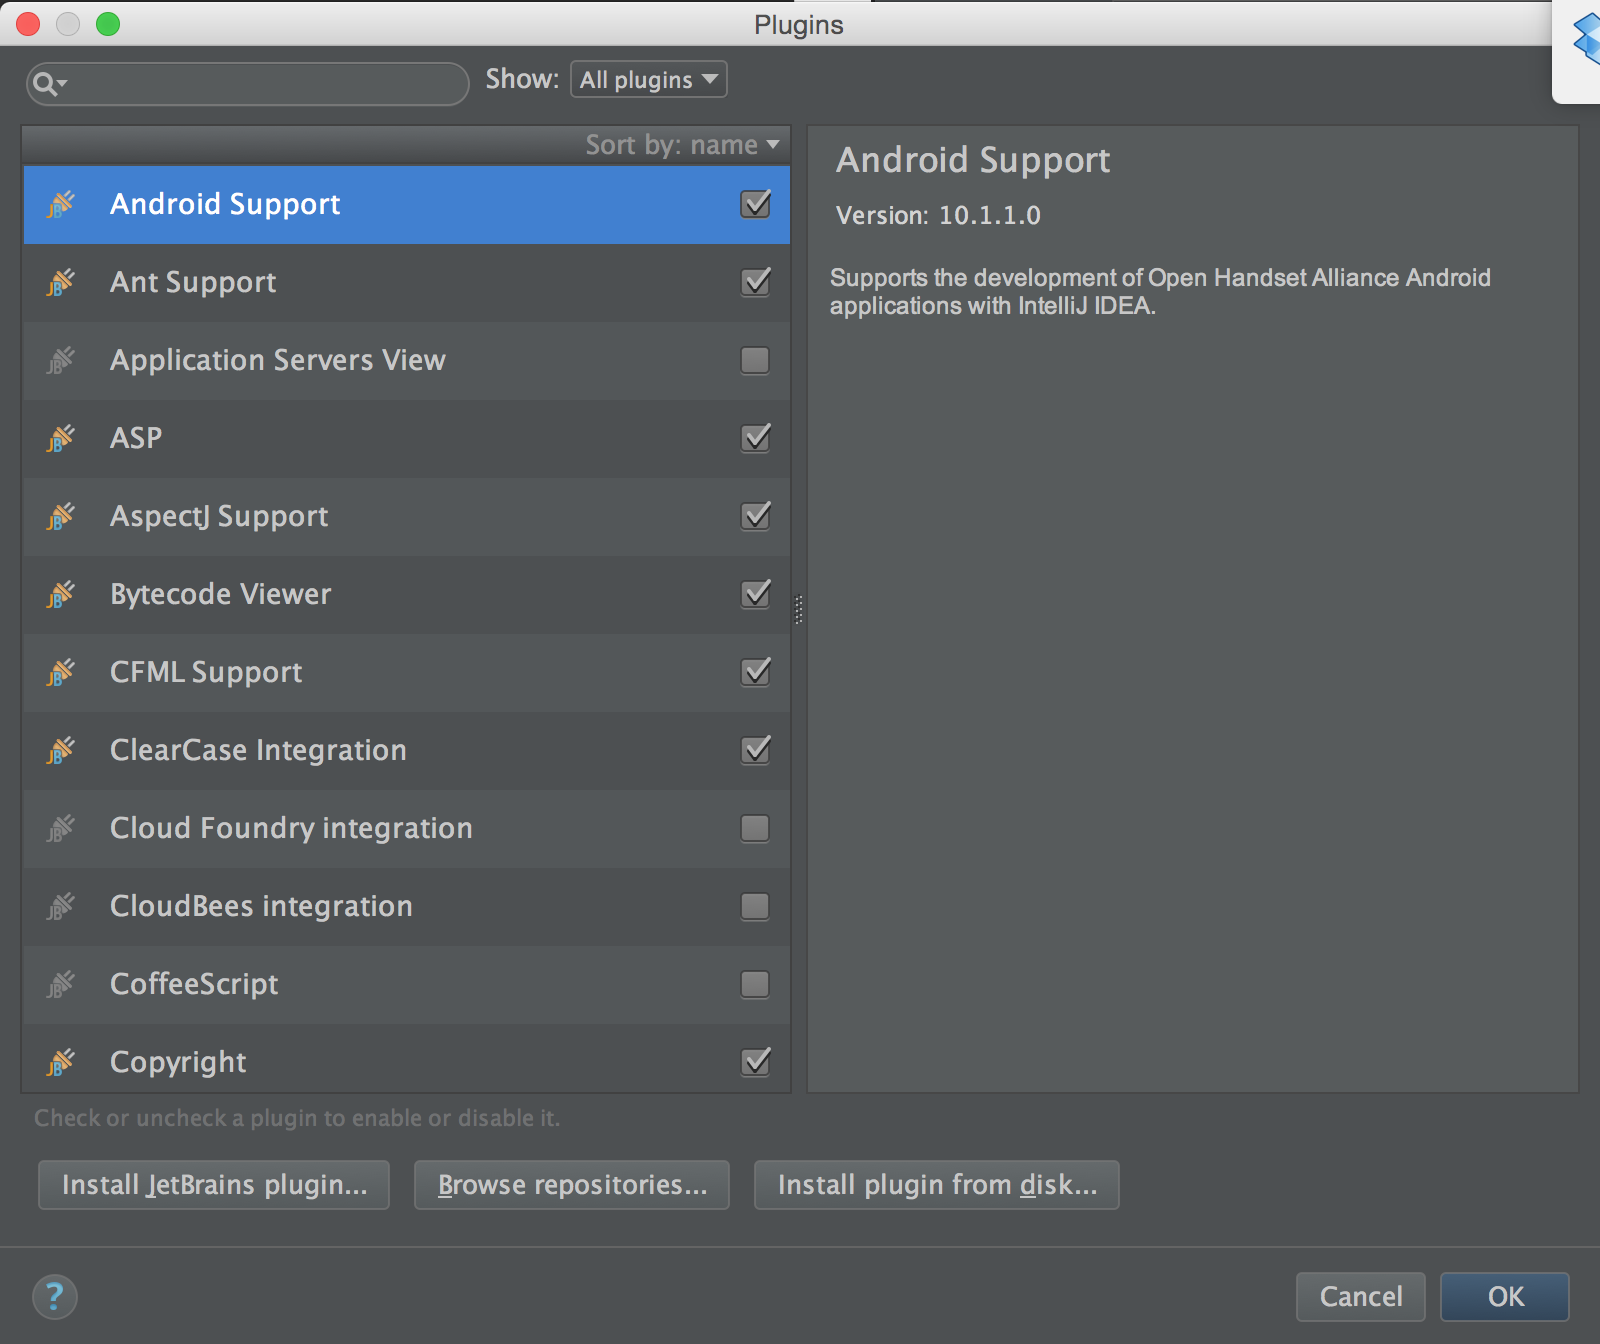 Plugins
Show: All plugins
Sort by: name
Android Support
Ant Support
Application Servers View
ASP
AspectJ Support
Bytecode Viewer
CFML Support
ClearCase Integration
Cloud Foundry integration
CloudBees integration
CoffeeScript
Copyright
Android Support
Version: 10.1.1.0
Supports the development of Open Handset Alliance Android
applications with IntelliJ IDEA.
Check or uncheck a plugin to enable or disable it.
Install JetBrains plugin...
Browse repositories...
Install plugin from disk...
?
Cancel
OK